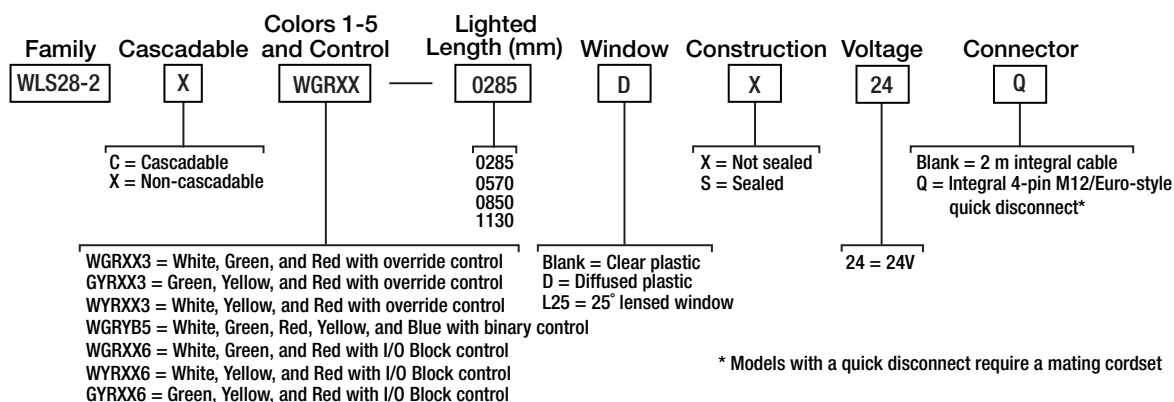 Family Cascadable Colors 1-5 and Control Lighted Length (mm) Window Construction Voltage Connector
WLS28-2 X WGRXX — 0285 D X 24 Q
C = Cascadable
X = Non-cascadable
0285
0570
0850
1130
X = Not sealed
S = Sealed
Blank = 2 m integral cable
Q = Integral 4-pin M12/Euro-style
quick disconnect*
WGRXX3 = White, Green, and Red with override control
GYRXX3 = Green, Yellow, and Red with override control
WYRXX3 = White, Yellow, and Red with override control
WGRYB5 = White, Green, Red, Yellow, and Blue with binary control
WGRXX6 = White, Green, and Red with I/O Block control
WYRXX6 = White, Yellow, and Red with I/O Block control
GYRXX6 = Green, Yellow, and Red with I/O Block control
Blank = Clear plastic
D = Diffused plastic
L25 = 25° lensed window
24 = 24V
* Models with a quick disconnect require a mating cordset